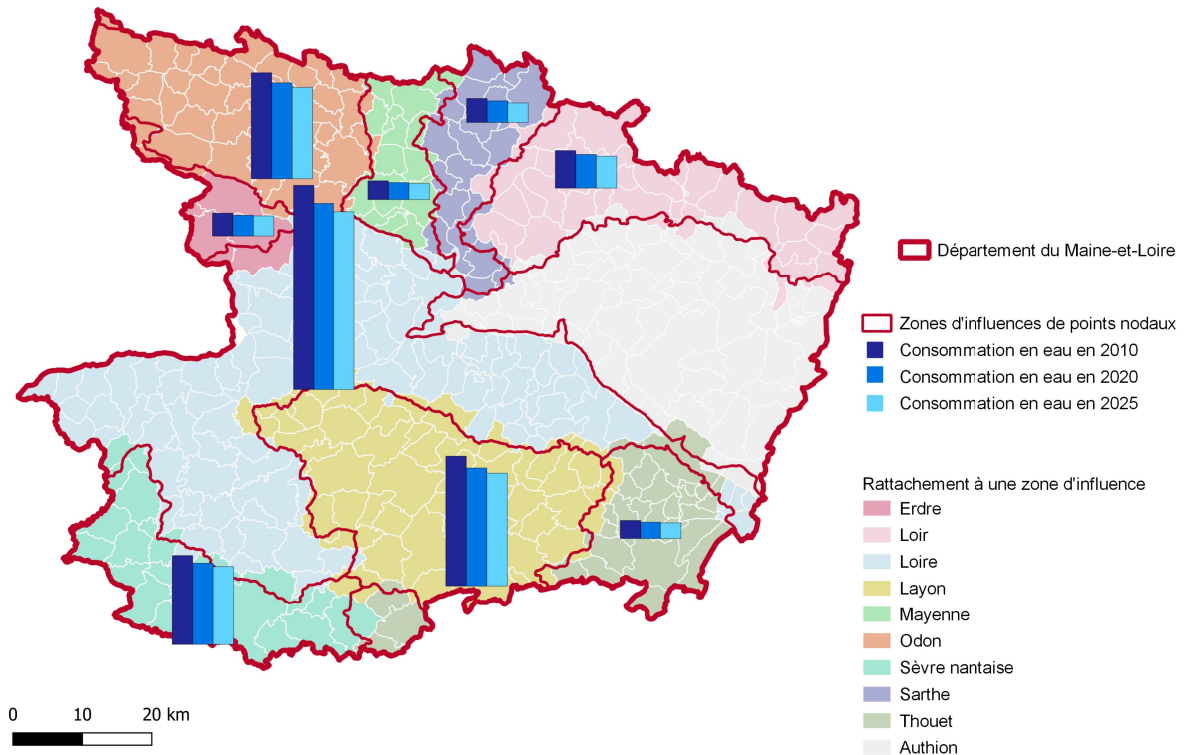 Département du Maine-et-Loire
Zones d'influences de points nodaux
Consommation en eau en 2010
Consommation en eau en 2020
Consommation en eau en 2025
Rattachement à une zone d'influence
Erdre
Loir
Loire
Layon
Mayenne
Odon
Sèvre nantaise
Sarthe
Thouet
Authion
0 10 20 km